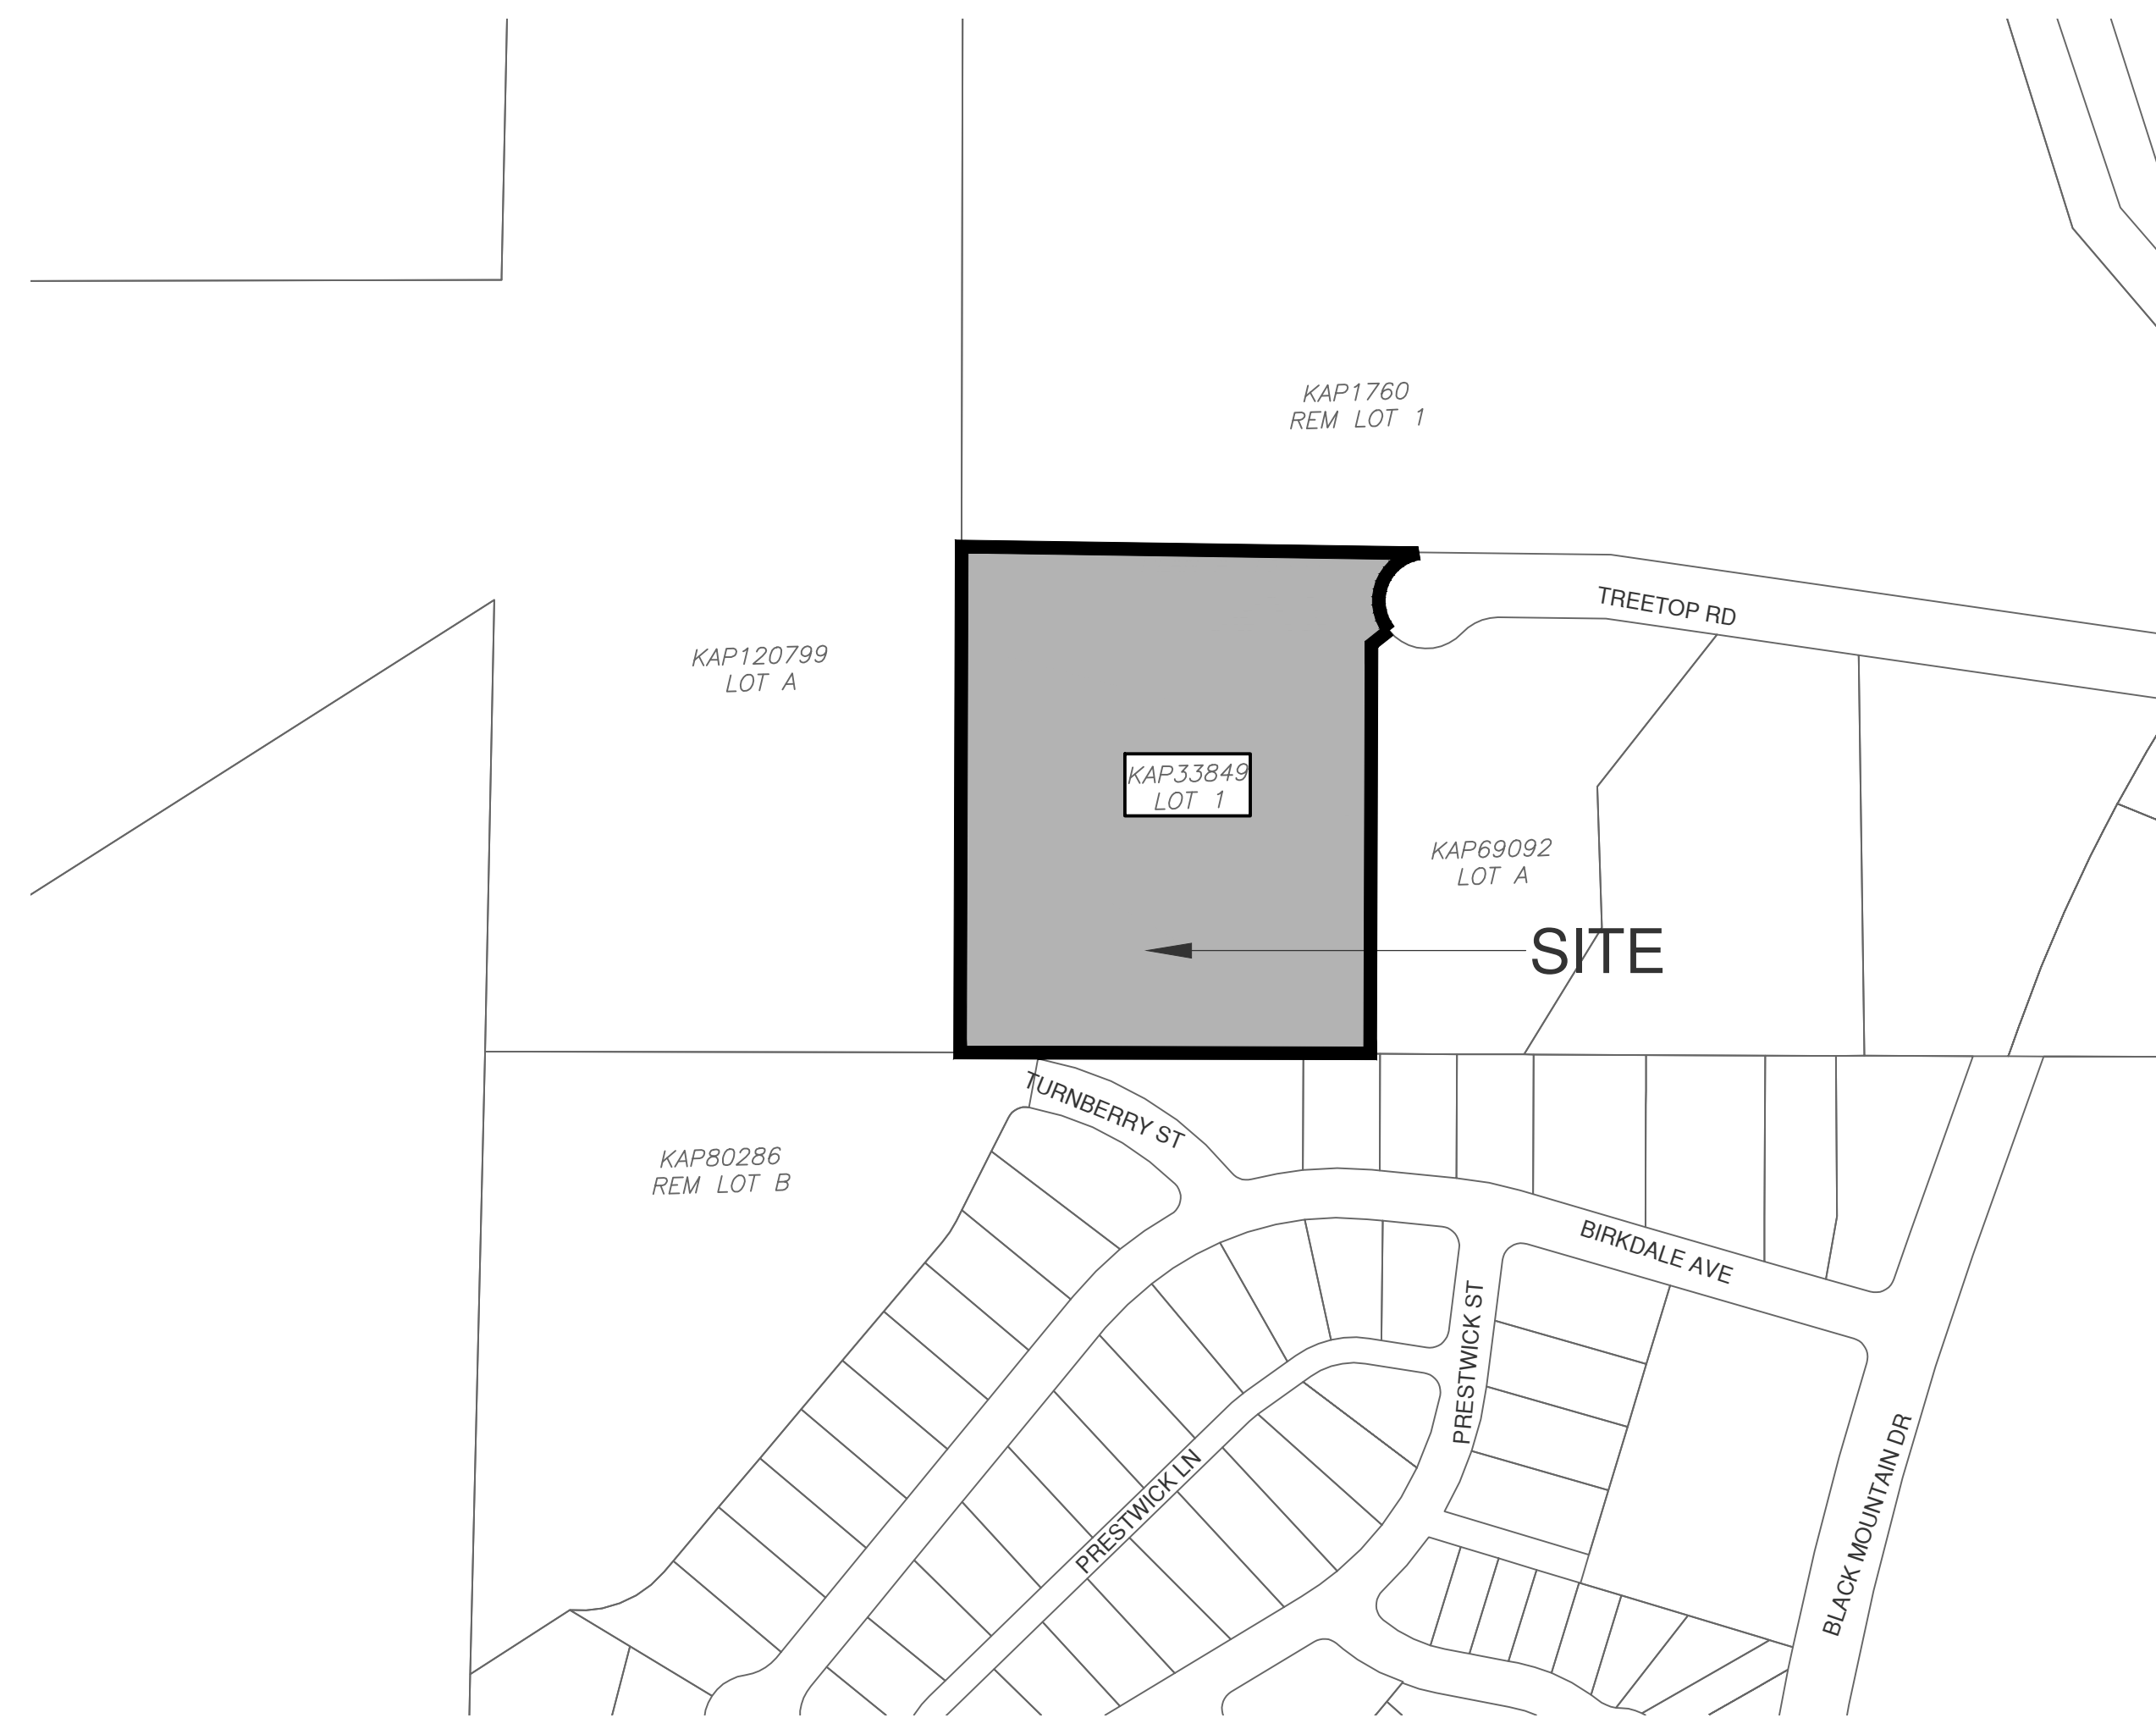 KAP1760
REM LOT 1
TREETOP RD
KAP120799
LOT A
KAP33849
LOT 1
KAP69092
LOT A
SITE
TURNBERRY ST
KAP80286
REM LOT B
BIRKDALE AVE
PRESTWICK ST
PRESTWICK LN
BLACK MOUNTAIN DR